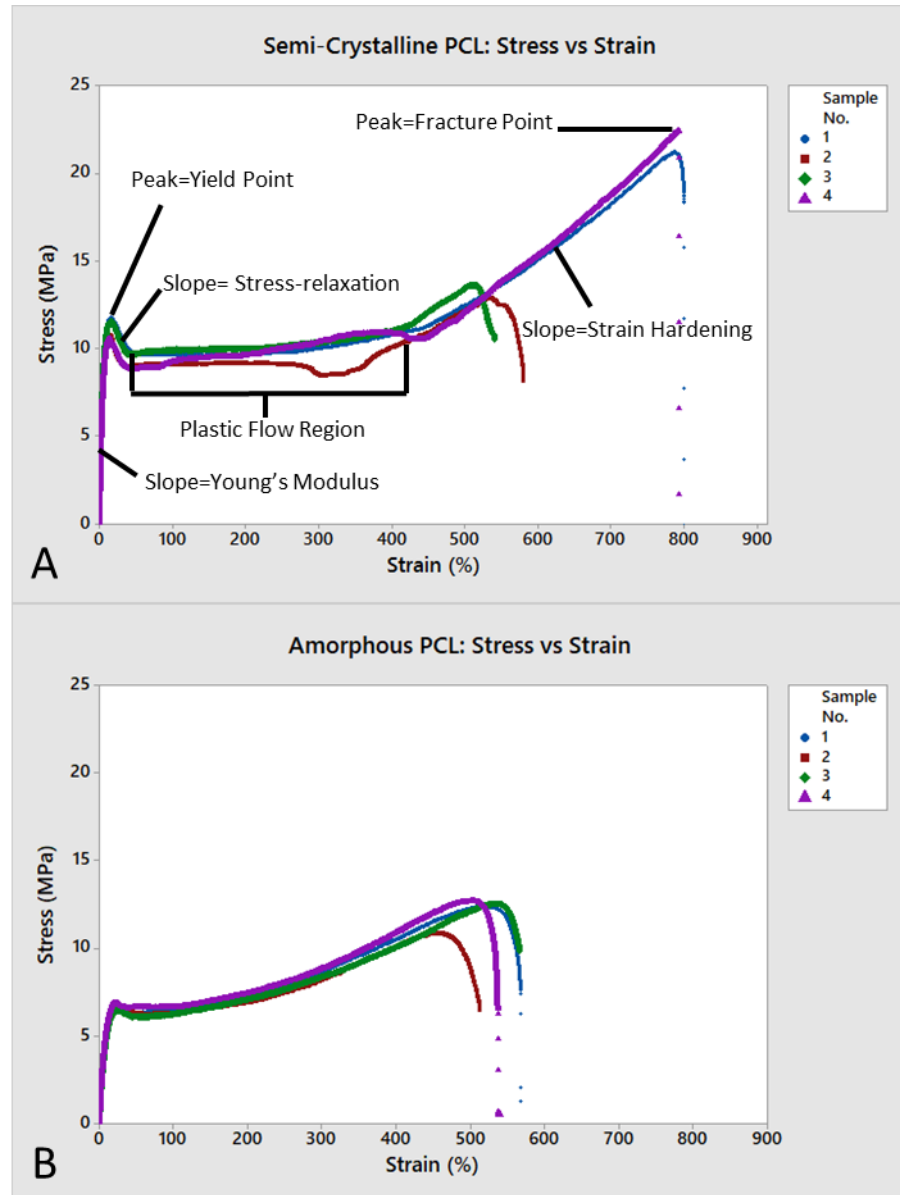 Semi-Crystalline PCL: Stress vs Strain
25
20
15
10
5
0
Stress (MPa)
Peak=Fracture Point
Peak=Yield Point
Slope= Stress-relaxation
Slope=Strain Hardening
Plastic Flow Region
Slope=Young's Modulus
0 100 200 300 400 500 600 700 800 900
Strain (%)
Sample
No.
1
2
3
4
A
Amorphous PCL: Stress vs Strain
25
20
15
10
5
0
Stress (MPa)
0 100 200 300 400 500 600 700 800 900
Strain (%)
Sample
No.
1
2
3
4
B